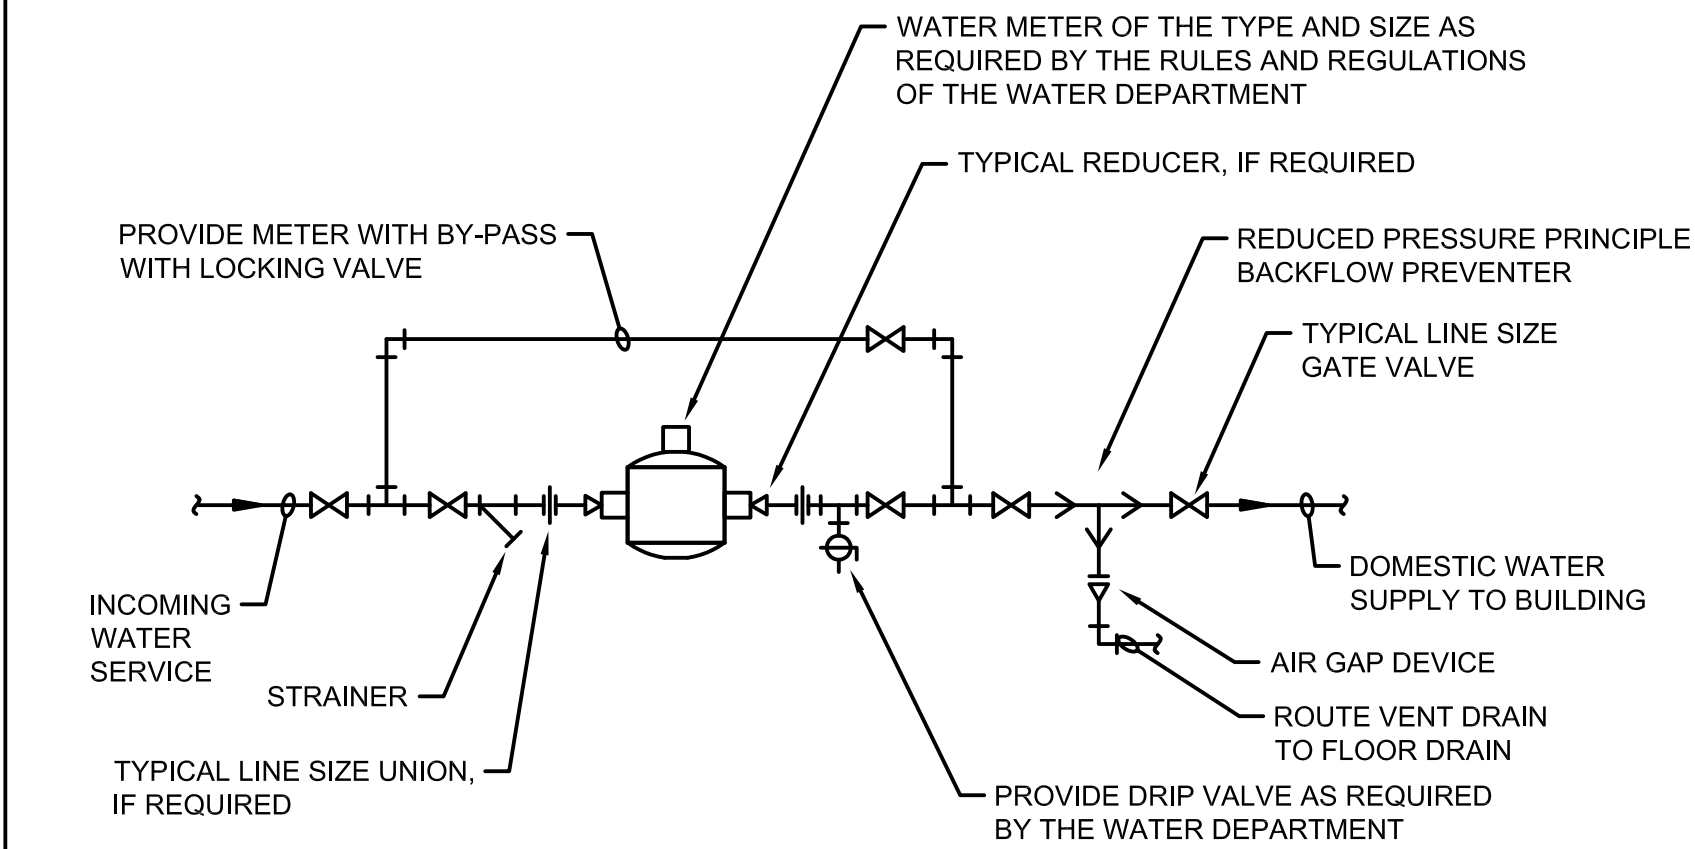 WATER METER OF THE TYPE AND SIZE AS
REQUIRED BY THE RULES AND REGULATIONS
OF THE WATER DEPARTMENT
TYPICAL REDUCER, IF REQUIRED
PROVIDE METER WITH BY-PASS
WITH LOCKING VALVE
REDUCED PRESSURE PRINCIPLE
BACKFLOW PREVENTER
TYPICAL LINE SIZE
GATE VALVE
INCOMING
WATER
SERVICE
STRAINER
TYPICAL LINE SIZE UNION,
IF REQUIRED
DOMESTIC WATER
SUPPLY TO BUILDING
AIR GAP DEVICE
ROUTE VENT DRAIN
TO FLOOR DRAIN
PROVIDE DRIP VALVE AS REQUIRED
BY THE WATER DEPARTMENT